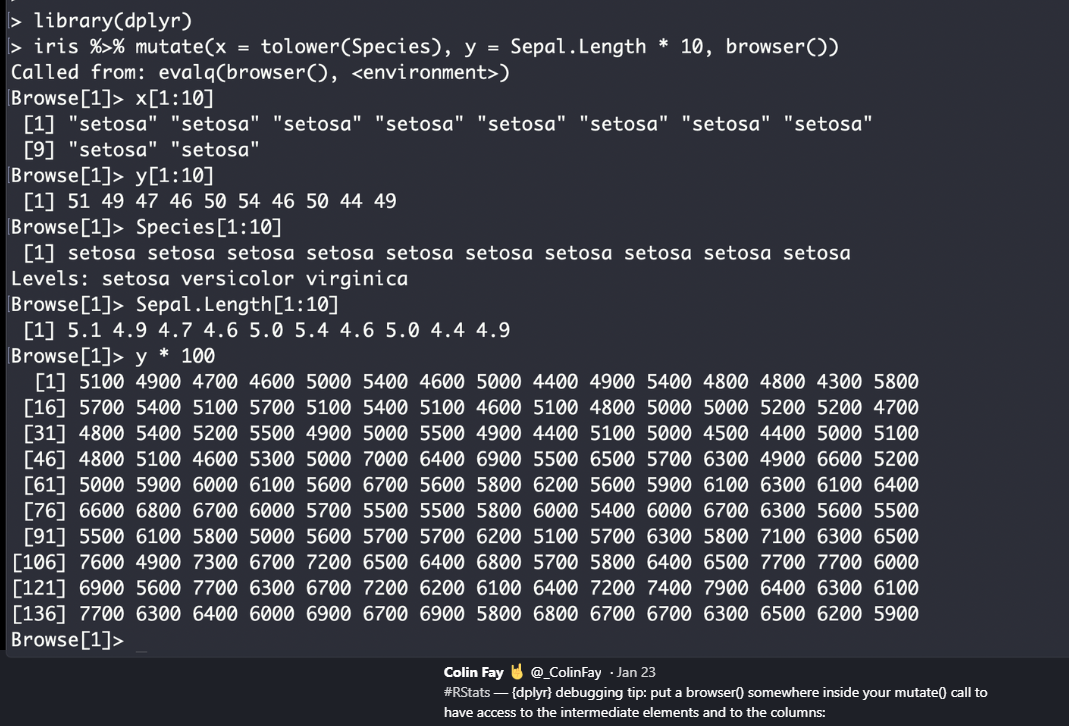 > library(dplyr)
> iris %>% mutate(x = tolower(Species), y = Sepal.Length * 10, browser())
Called from: evalq(browser(), <environment>)
Browse[1]> x[1:10]
 [1] "setosa" "setosa" "setosa" "setosa" "setosa" "setosa" "setosa" "setosa"
 [9] "setosa" "setosa"
Browse[1]> y[1:10]
 [1] 51 49 47 46 50 54 46 50 44 49
Browse[1]> Species[1:10]
 [1] setosa setosa setosa setosa setosa setosa setosa setosa setosa setosa
Levels: setosa versicolor virginica
Browse[1]> Sepal.Length[1:10]
 [1] 5.1 4.9 4.7 4.6 5.0 5.4 4.6 5.0 4.4 4.9
Browse[1]> y * 100
  [1] 5100 4900 4700 4600 5000 5400 4600 5000 4400 4900 5400 4800 4800 4300 5800
 [16] 5700 5400 5100 5700 5100 5400 5100 4600 5100 4800 5000 5000 5200 5200 4700
 [31] 4800 5400 5200 5500 4900 5000 5500 4900 4400 5100 5000 4500 4400 5000 5100
 [46] 4800 5100 4600 5300 5000 7000 6400 6900 5500 6500 5700 6300 4900 6600 5200
 [61] 5000 5900 6000 6100 5600 6700 5600 5800 6200 5600 5900 6100 6300 6100 6400
 [76] 6600 6800 6700 6000 5700 5500 5500 5800 6000 5400 6000 6700 6300 5600 5500
 [91] 5500 6100 5800 5000 5600 5700 5700 6200 5100 5700 6300 5800 7100 6300 6500
[106] 7600 4900 7300 6700 7200 6500 6400 6800 5700 5800 6400 6500 7700 7700 6000
[121] 6900 5600 7700 6300 6700 7200 6200 6100 6400 7200 7400 7900 6400 6300 6100
[136] 7700 6300 6400 6000 6900 6700 6900 5800 6800 6700 6700 6300 6500 6200 5900
Browse[1]> _
Colin Fay 🤘 @_ColinFay · Jan 23
#RStats — {dplyr} debugging tip: put a browser() somewhere inside your mutate() call to
have access to the intermediate elements and to the columns: